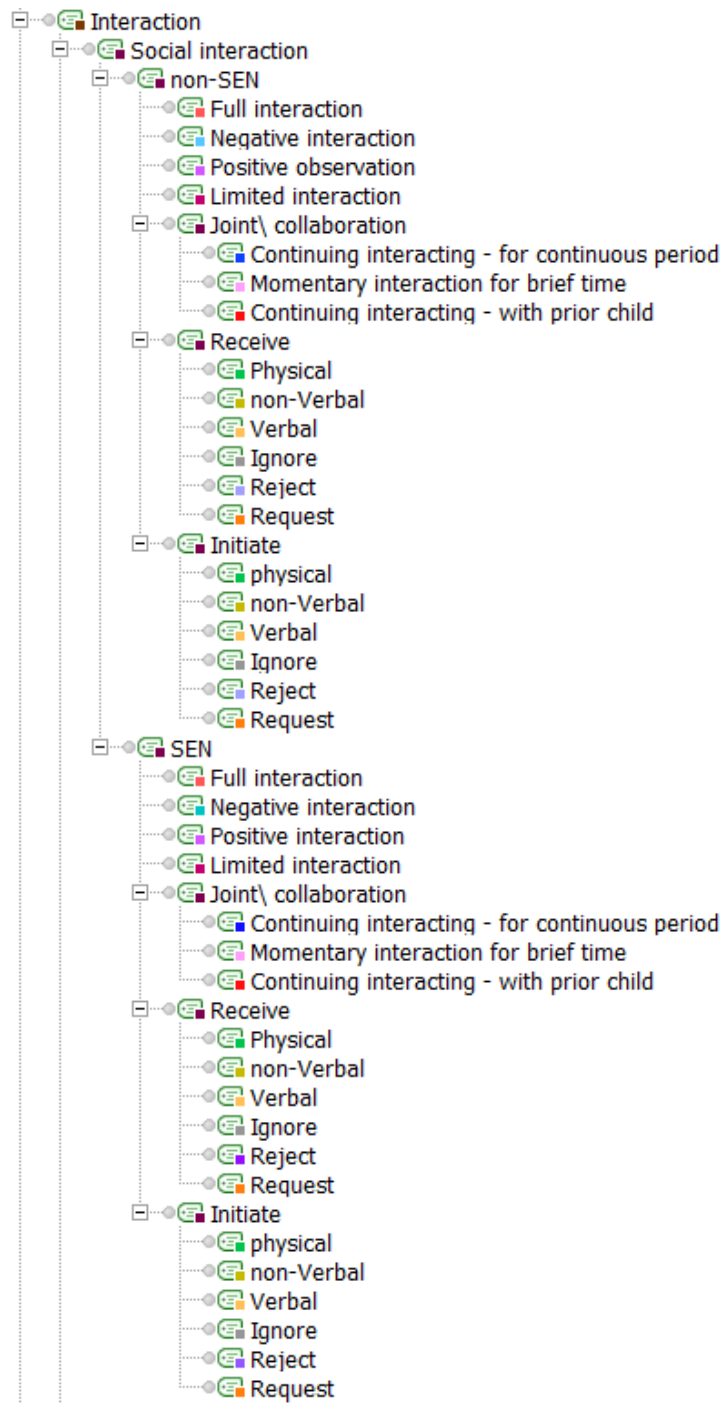 Interaction
Social interaction
non-SEN
Full interaction
Negative interaction
Positive observation
Limited interaction
Joint\ collaboration
Continuing interacting - for continuous period
Momentary interaction for brief time
Continuing interacting - with prior child
Receive
Physical
non-Verbal
Verbal
Ignore
Reject
Request
Initiate
physical
non-Verbal
Verbal
Ignore
Reject
Request
SEN
Full interaction
Negative interaction
Positive interaction
Limited interaction
Joint\ collaboration
Continuing interacting - for continuous period
Momentary interaction for brief time
Continuing interacting - with prior child
Receive
Physical
non-Verbal
Verbal
Ignore
Reject
Request
Initiate
physical
non-Verbal
Verbal
Ignore
Reject
Request